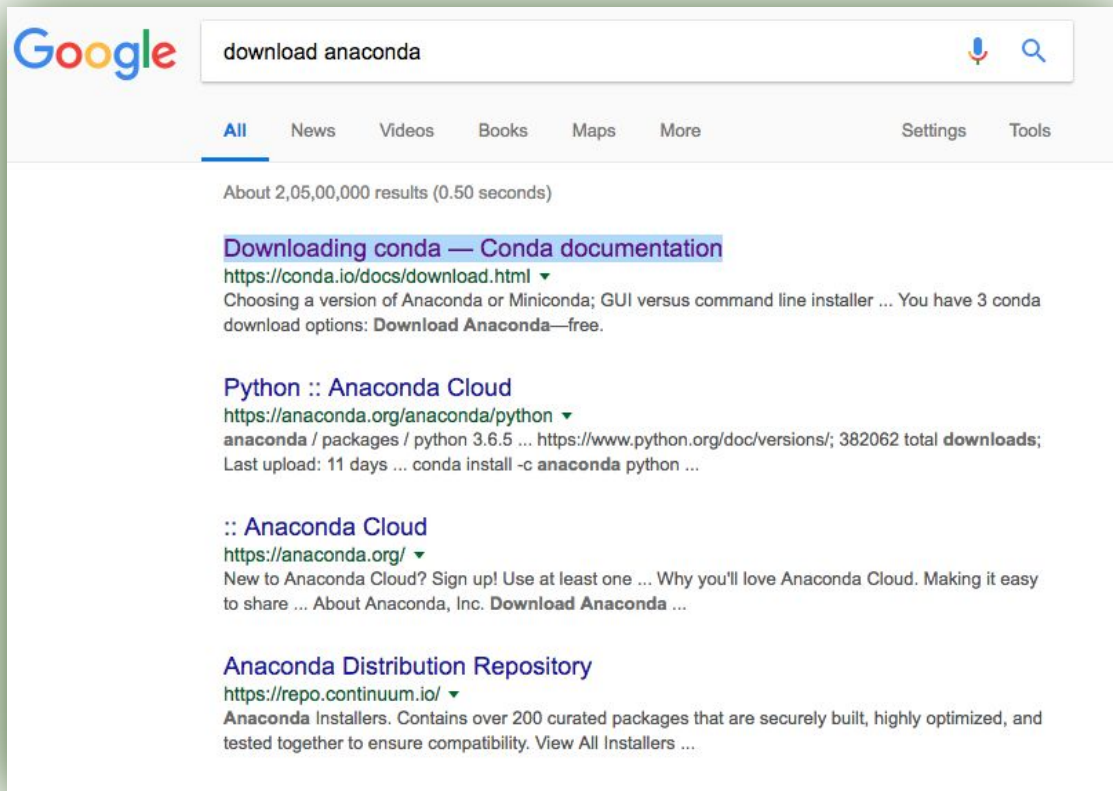 Google
download anaconda
All News Videos Books Maps More Settings Tools
About 2,05,00,000 results (0.50 seconds)
Downloading conda — Conda documentation
https://conda.io/docs/download.html
Choosing a version of Anaconda or Miniconda; GUI versus command line installer ... You have 3 conda
download options: Download Anaconda—free.
Python :: Anaconda Cloud
https://anaconda.org/anaconda/python
anaconda / packages / python 3.6.5 ... https://www.python.org/doc/versions/; 382062 total downloads;
Last upload: 11 days ... conda install -c anaconda python ...
:: Anaconda Cloud
https://anaconda.org/
New to Anaconda Cloud? Sign up! Use at least one ... Why you'll love Anaconda Cloud. Making it easy
to share ... About Anaconda, Inc. Download Anaconda ...
Anaconda Distribution Repository
https://repo.continuum.io/
Anaconda Installers. Contains over 200 curated packages that are securely built, highly optimized, and
tested together to ensure compatibility. View All Installers ...